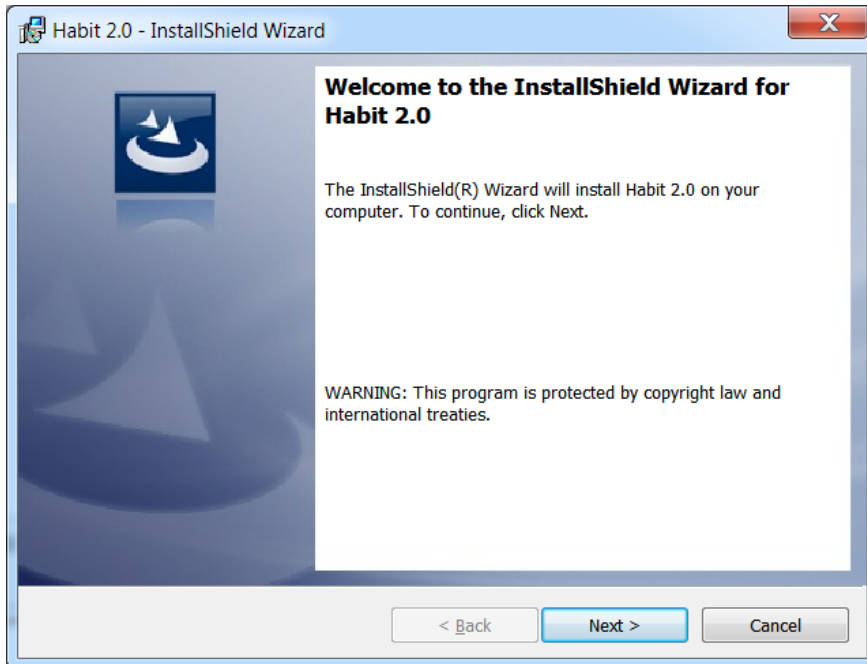 Habit 2.0 - InstallShield Wizard
Welcome to the InstallShield Wizard for
Habit 2.0
The InstallShield(R) Wizard will install Habit 2.0 on your
computer. To continue, click Next.
WARNING: This program is protected by copyright law and
international treaties.
< Back Next > Cancel